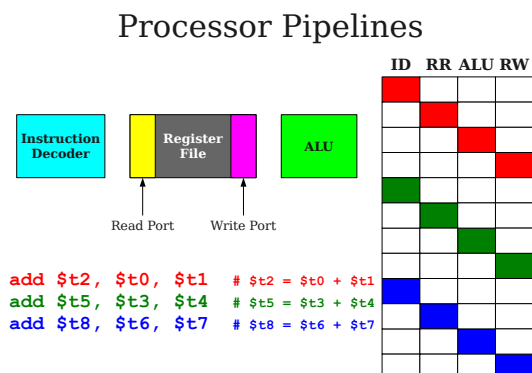 Processor Pipelines
ID RR ALU RW
Instruction Decoder
Register File
ALU
Read Port
Write Port
add $t2, $t0, $t1 # $t2 = $t0 + $t1
add $t5, $t3, $t4 # $t5 = $t3 + $t4
add $t8, $t6, $t7 # $t8 = $t6 + $t7